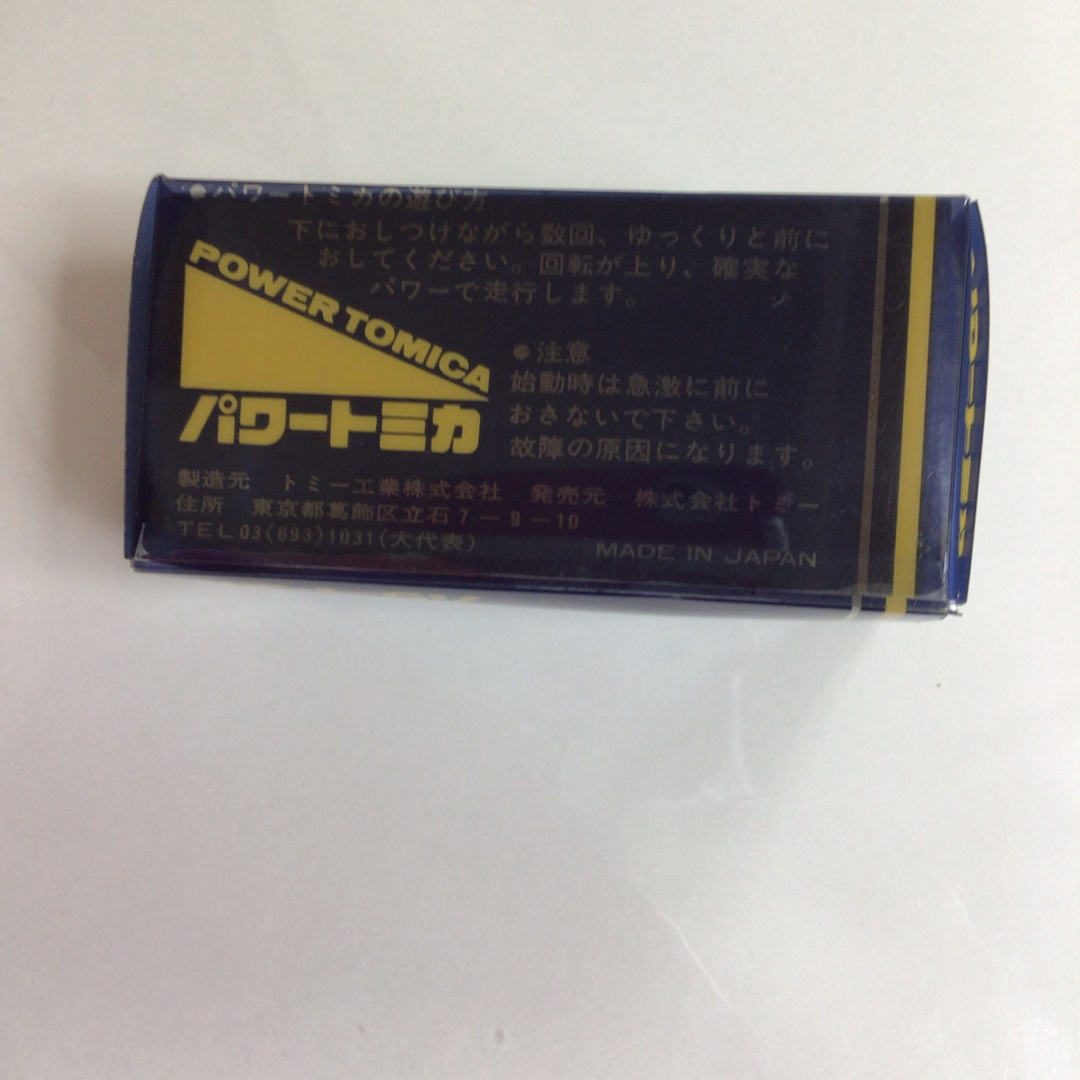 ●パワートミカの遊び方
下におしつけながら数回、ゆっくりと前に
おしてください。回転が上り、確実な
パワーで走行します。
POWER TOMICA
パワートミカ
●注意
始動時は急激に前に
おさないで下さい。
故障の原因になります。
製造元 トミー工業株式会社 発売元 株式会社トミー
住所 東京都葛飾区立石7-9-10
TEL 03(693)1031(大代表)
MADE IN JAPAN